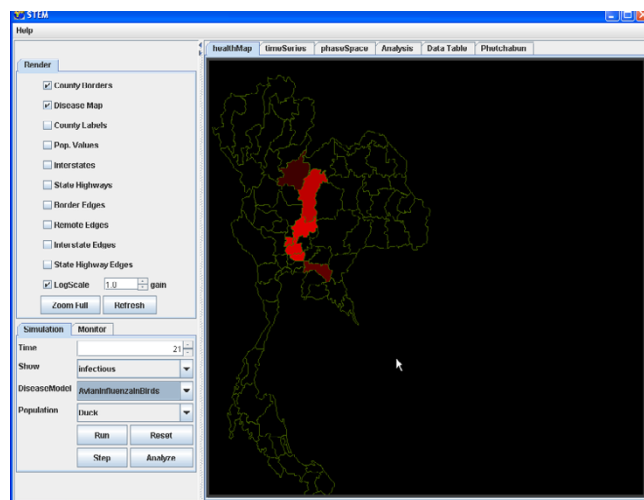 STEM
Help
healthMap timeSeries phaseSpace Analysis Data Table Phetchabun
Render
County Borders
Disease Map
County Labels
Pop. Values
Interstates
State Highways
Border Edges
Remote Edges
Interstate Edges
State Highway Edges
LogScale 1.0 gain
Zoom Full Refresh
Simulation Monitor
Time 21
Show infectious
DiseaseModel AvianInfluenzaInBirds
Population Duck
Run Reset
Step Analyze